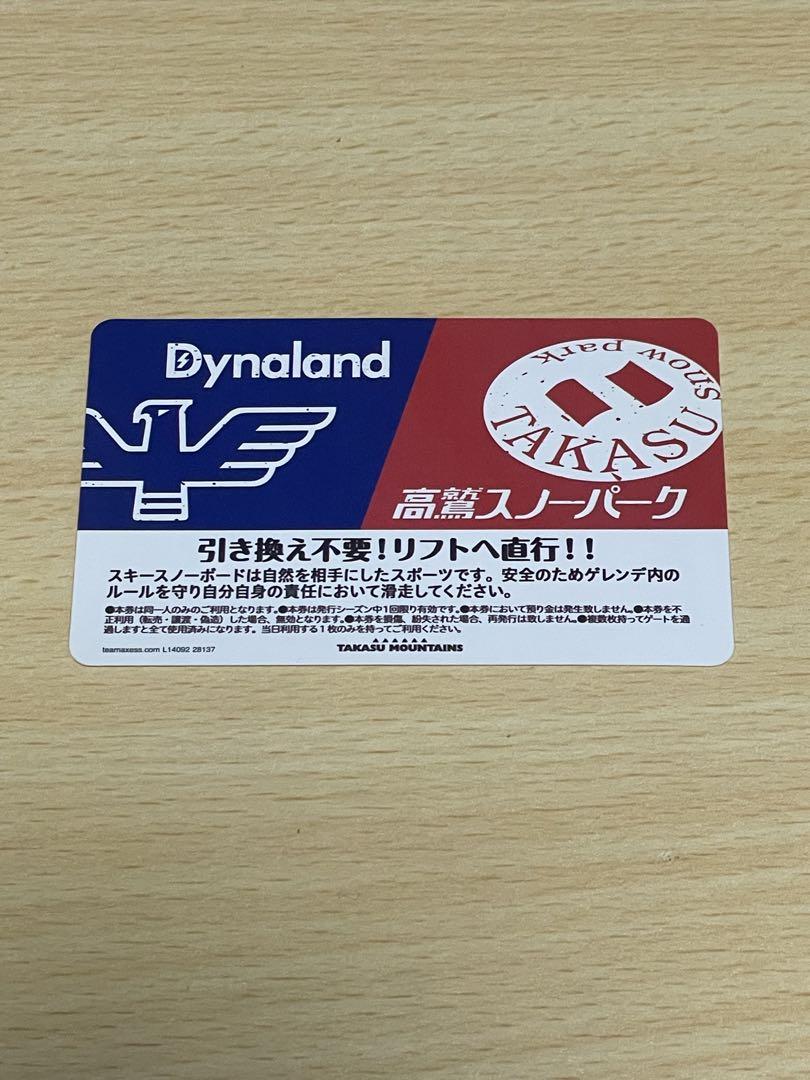 Dynaland
TAKASU
snow park
高鷲スノーパーク
引き換え不要!リフトへ直行!!
スキースノーボードは自然を相手にしたスポーツです。安全のためゲレンデ内の
ルールを守り自分自身の責任において滑走してください。
●本券は同一人のみのご利用となります。●本券は発行シーズン中1回限り有効です。●本券において預り金は発生致しません。●本券を不
正利用（転売・譲渡・偽造）した場合、無効となります。●本券を損傷、紛失された場合、再発行は致しません。●複数枚持ってゲートを通
過しますと全て使用済みになります。当日利用する1枚のみを持ってご利用ください。
teamaxess.com L14092 28137
TAKASU MOUNTAINS